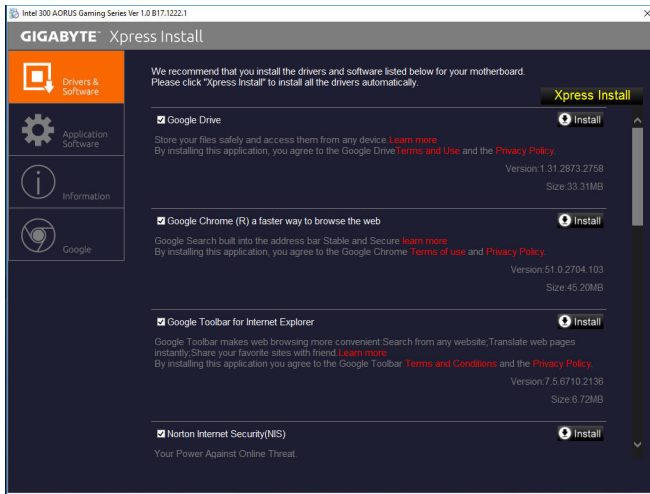 Intel 300 AORUS Gaming Series Ver 1.0 B17.1222.1
GIGABYTE™ Xpress Install
Drivers &
Software
Application
Software
Information
Google
We recommend that you install the drivers and software listed below for your motherboard.
Please click "Xpress Install" to install all the drivers automatically.
Xpress Install
Google Drive
Install
Store your files safely and access them from any device.Learn more
By installing this application, you agree to the Google DriveTerms and Use and the Privacy Policy.
Version:1.31.2873.2758
Size:33.31MB
Google Chrome (R) a faster way to browse the web
Install
Google Search built into the address bar Stable and Secure learn more
By installing this application, you agree to the Google Chrome Terms of use and Privacy Policy.
Version:51.0.2704.103
Size:45.20MB
Google Toolbar for Internet Explorer
Install
Google Toolbar makes web browsing more convenient:Search from any website;Translate web pages
instantly;Share your favorite sites with friend.Learn more
By installing this application you agree to the Google Toolbar Terms and Conditions and the Privacy Policy.
Version:7.5.6710.2136
Size:6.72MB
Norton Internet Security(NIS)
Install
Your Power Against Online Threat.